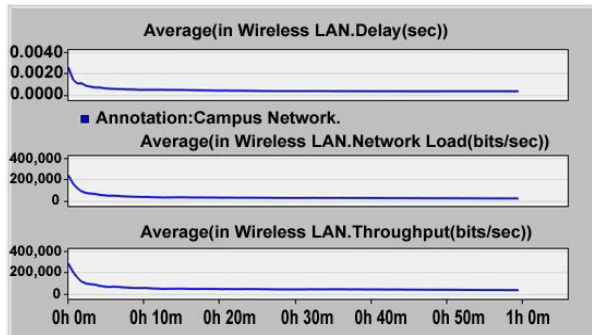 Average(in Wireless LAN.Delay(sec))
0.0040
0.0020
0.0000
Annotation:Campus Network.
Average(in Wireless LAN.Network Load(bits/sec))
400,000
200,000
0
Average(in Wireless LAN.Throughput(bits/sec))
400,000
200,000
0
0h 0m 0h 10m 0h 20m 0h 30m 0h 40m 0h 50m 1h 0m